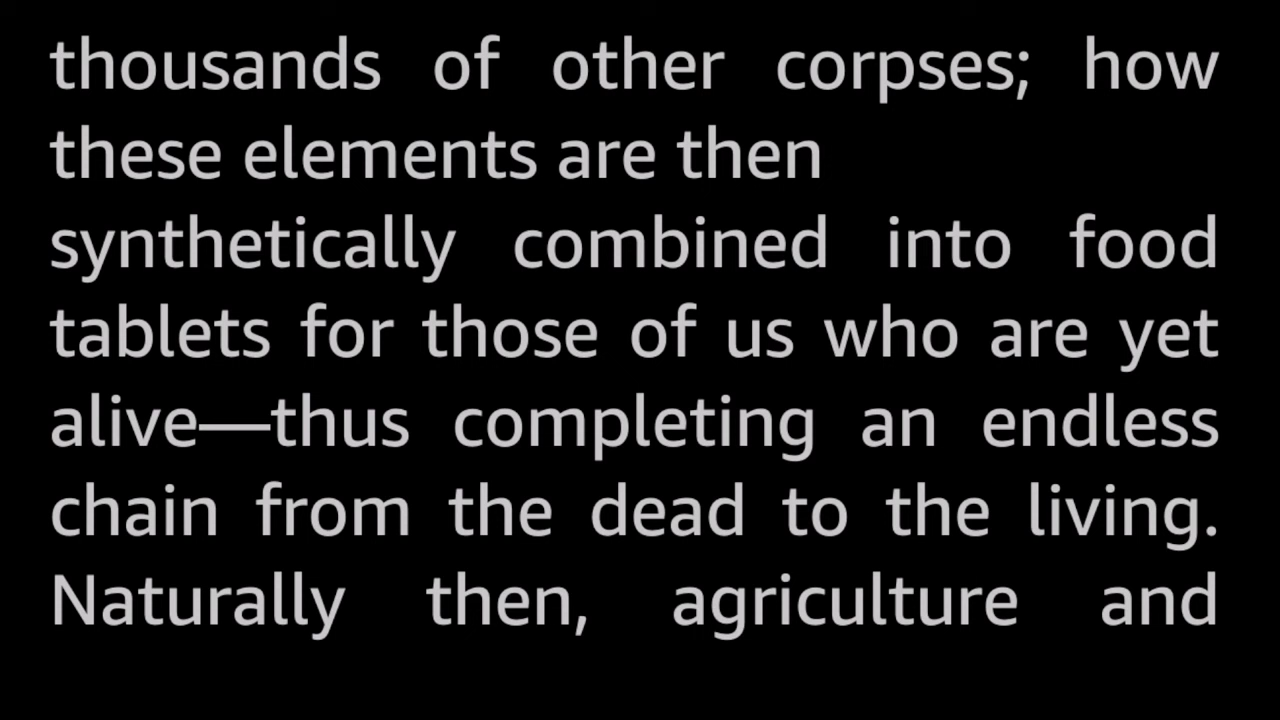 thousands of other corpses; how
these elements are then
synthetically combined into food
tablets for those of us who are yet
alive—thus completing an endless
chain from the dead to the living.
Naturally then, agriculture and